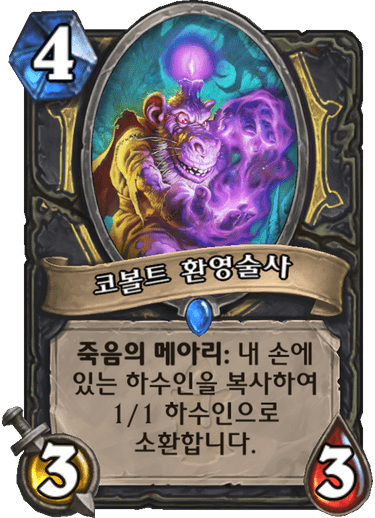 4
코볼트 환영술사
죽음의 메아리: 내 손에
있는 하수인을 복사하여
1/1 하수인으로
소환합니다.
3 3